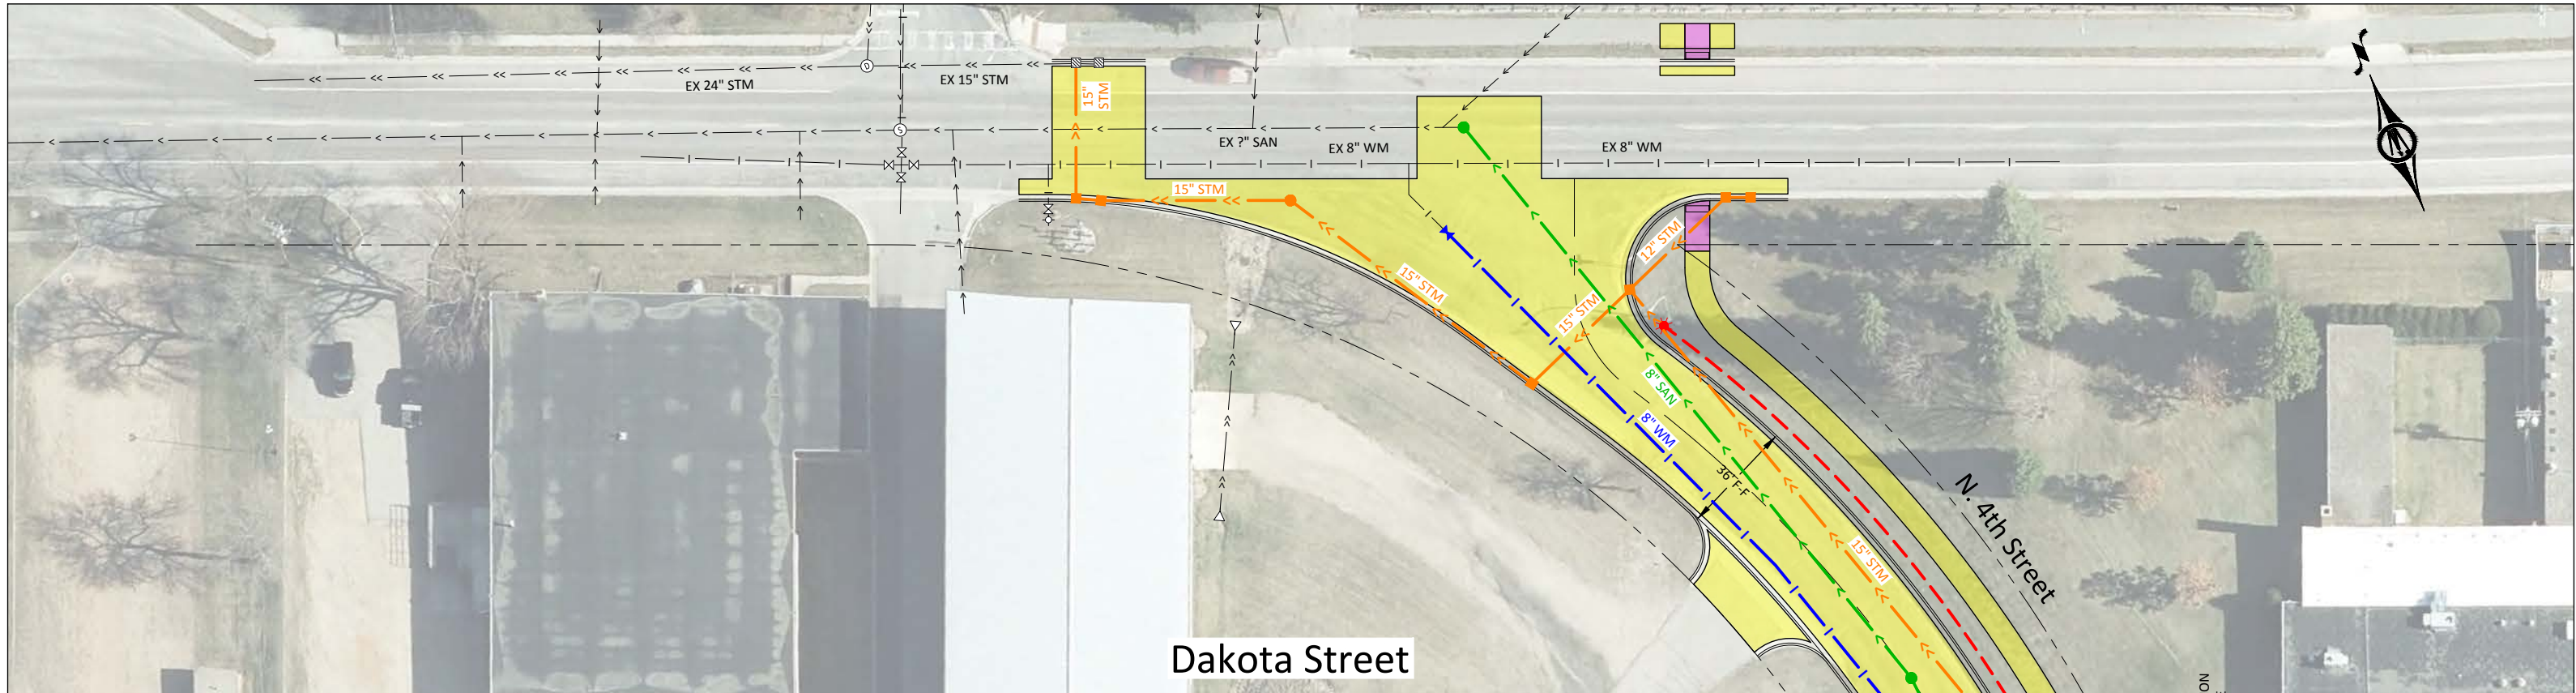 EX 24" STM
EX 15" STM
15"
STM
D
S
EX ?" SAN
EX 8" WM
EX 8" WM
15" STM
12" STM
15" STM
15" STM
8" SAN
8" WM
36' F-F
15" STM
N. 4th Street
Dakota Street
NO